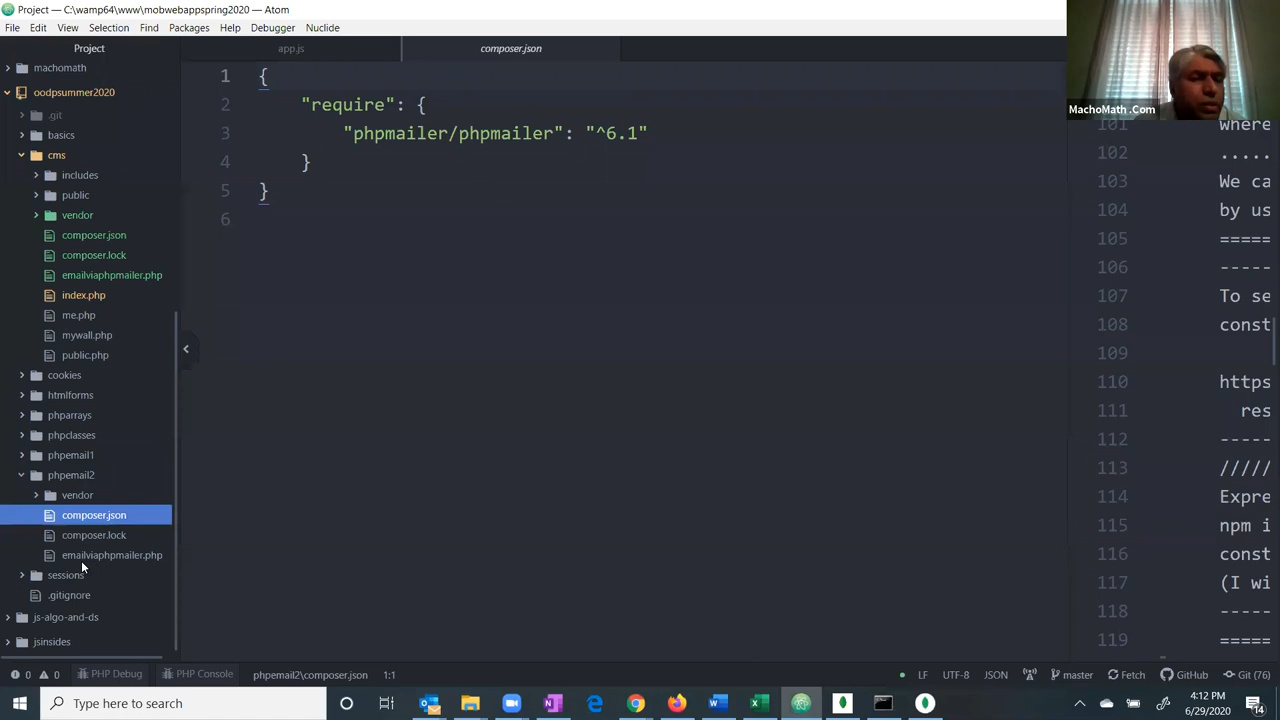 Project — C:\wamp64\www\mobwebappspring2020 — Atom
File Edit View Selection Find Packages Help Debugger Nuclide
Project
machomath
oodpsummer2020
.git
basics
cms
includes
public
vendor
composer.json
composer.lock
emailviaphpmailer.php
index.php
me.php
mywall.php
public.php
cookies
htmlforms
phparrays
phpclasses
phpemail1
phpemail2
vendor
composer.json
composer.lock
emailviaphpmailer.php
sessions
.gitignore
js-algo-and-ds
jsinsides
app.js
composer.json
1 {
2 "require": {
3 "phpmailer/phpmailer": "^6.1"
4 }
5 }
6
MachoMath .Com
101 where
102 .....
103 We ca
104 by us
105 =====
106 -----
107 To se
108 const
109
110 https
111 res
112 -----
113 /////
114 Expre
115 npm i
116 const
117 (I wi
118 -----
119 =====
0 0 PHP Debug PHP Console phpemail2\composer.json 1:1
LF UTF-8 JSON master Fetch GitHub Git (76)
Type here to search
4:12 PM
6/29/2020
14